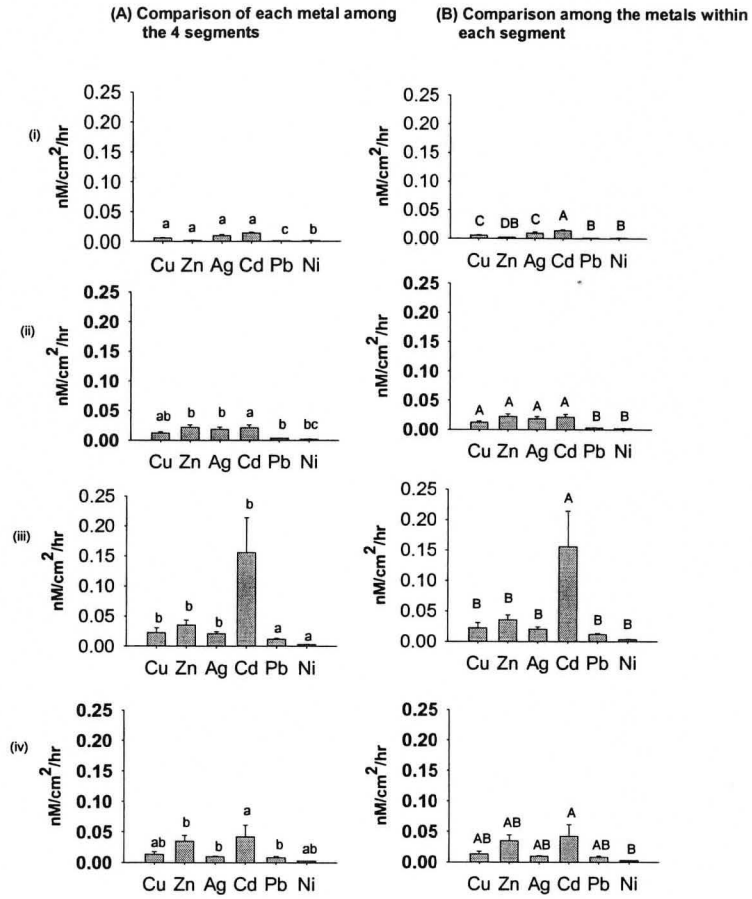 (A) Comparison of each metal among
the 4 segments
(B) Comparison among the metals within
each segment
(i)
nM/cm²/hr
0.25
0.20
0.15
0.10
0.05
0.00
a a a a c b
Cu Zn Ag Cd Pb Ni
nM/cm²/hr
0.25
0.20
0.15
0.10
0.05
0.00
C DB C A B B
Cu Zn Ag Cd Pb Ni
(ii)
nM/cm²/hr
0.25
0.20
0.15
0.10
0.05
0.00
ab b b a b bc
Cu Zn Ag Cd Pb Ni
nM/cm²/hr
0.25
0.20
0.15
0.10
0.05
0.00
A A A A B B
Cu Zn Ag Cd Pb Ni
(iii)
nM/cm²/hr
0.25
0.20
0.15
0.10
0.05
0.00
b b b b a a
Cu Zn Ag Cd Pb Ni
nM/cm²/hr
0.25
0.20
0.15
0.10
0.05
0.00
B B B A B B
Cu Zn Ag Cd Pb Ni
(iv)
nM/cm²/hr
0.25
0.20
0.15
0.10
0.05
0.00
ab b a a b ab
Cu Zn Ag Cd Pb Ni
nM/cm²/hr
0.25
0.20
0.15
0.10
0.05
0.00
AB AB AB A AB B
Cu Zn Ag Cd Pb Ni